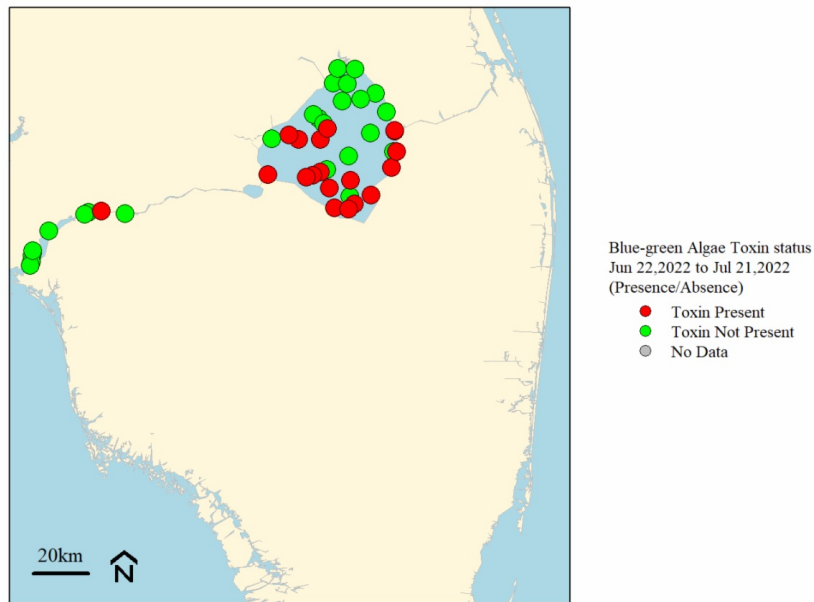 Blue-green Algae Toxin status
Jun 22,2022 to Jul 21,2022
(Presence/Absence)
Toxin Present
Toxin Not Present
No Data
20km
N